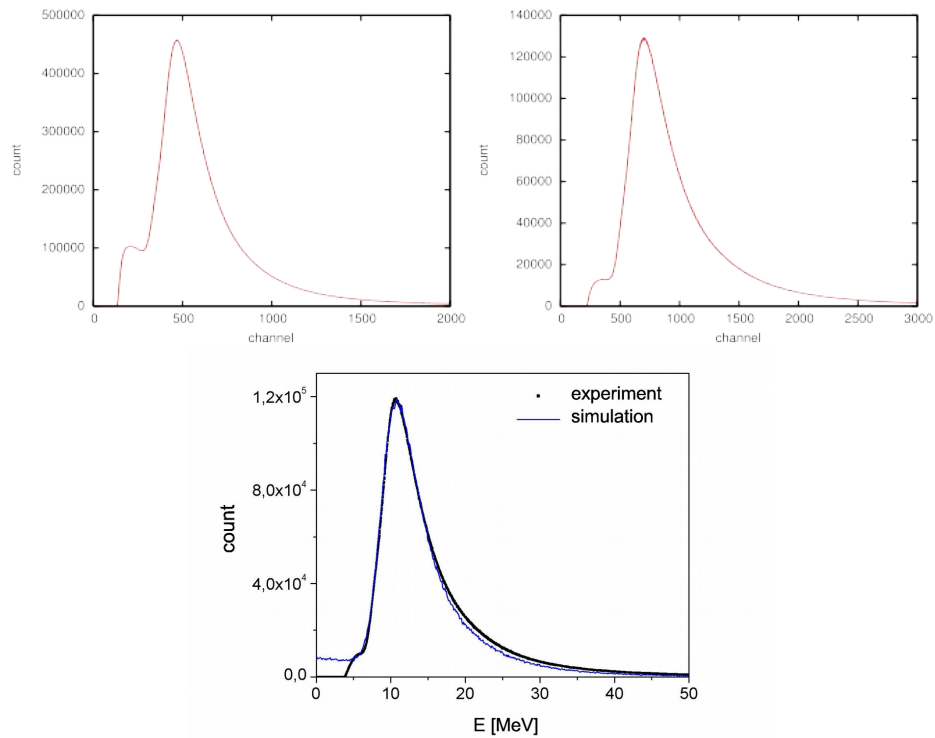 500000
400000
300000
200000
100000
0
count
0 500 1000 1500 2000
channel
140000
120000
100000
80000
60000
40000
20000
0
count
0 500 1000 1500 2000 2500 3000
channel
1,2x10⁵
8,0x10⁴
4,0x10⁴
0,0
count
experiment
simulation
0 10 20 30 40 50
E [MeV]